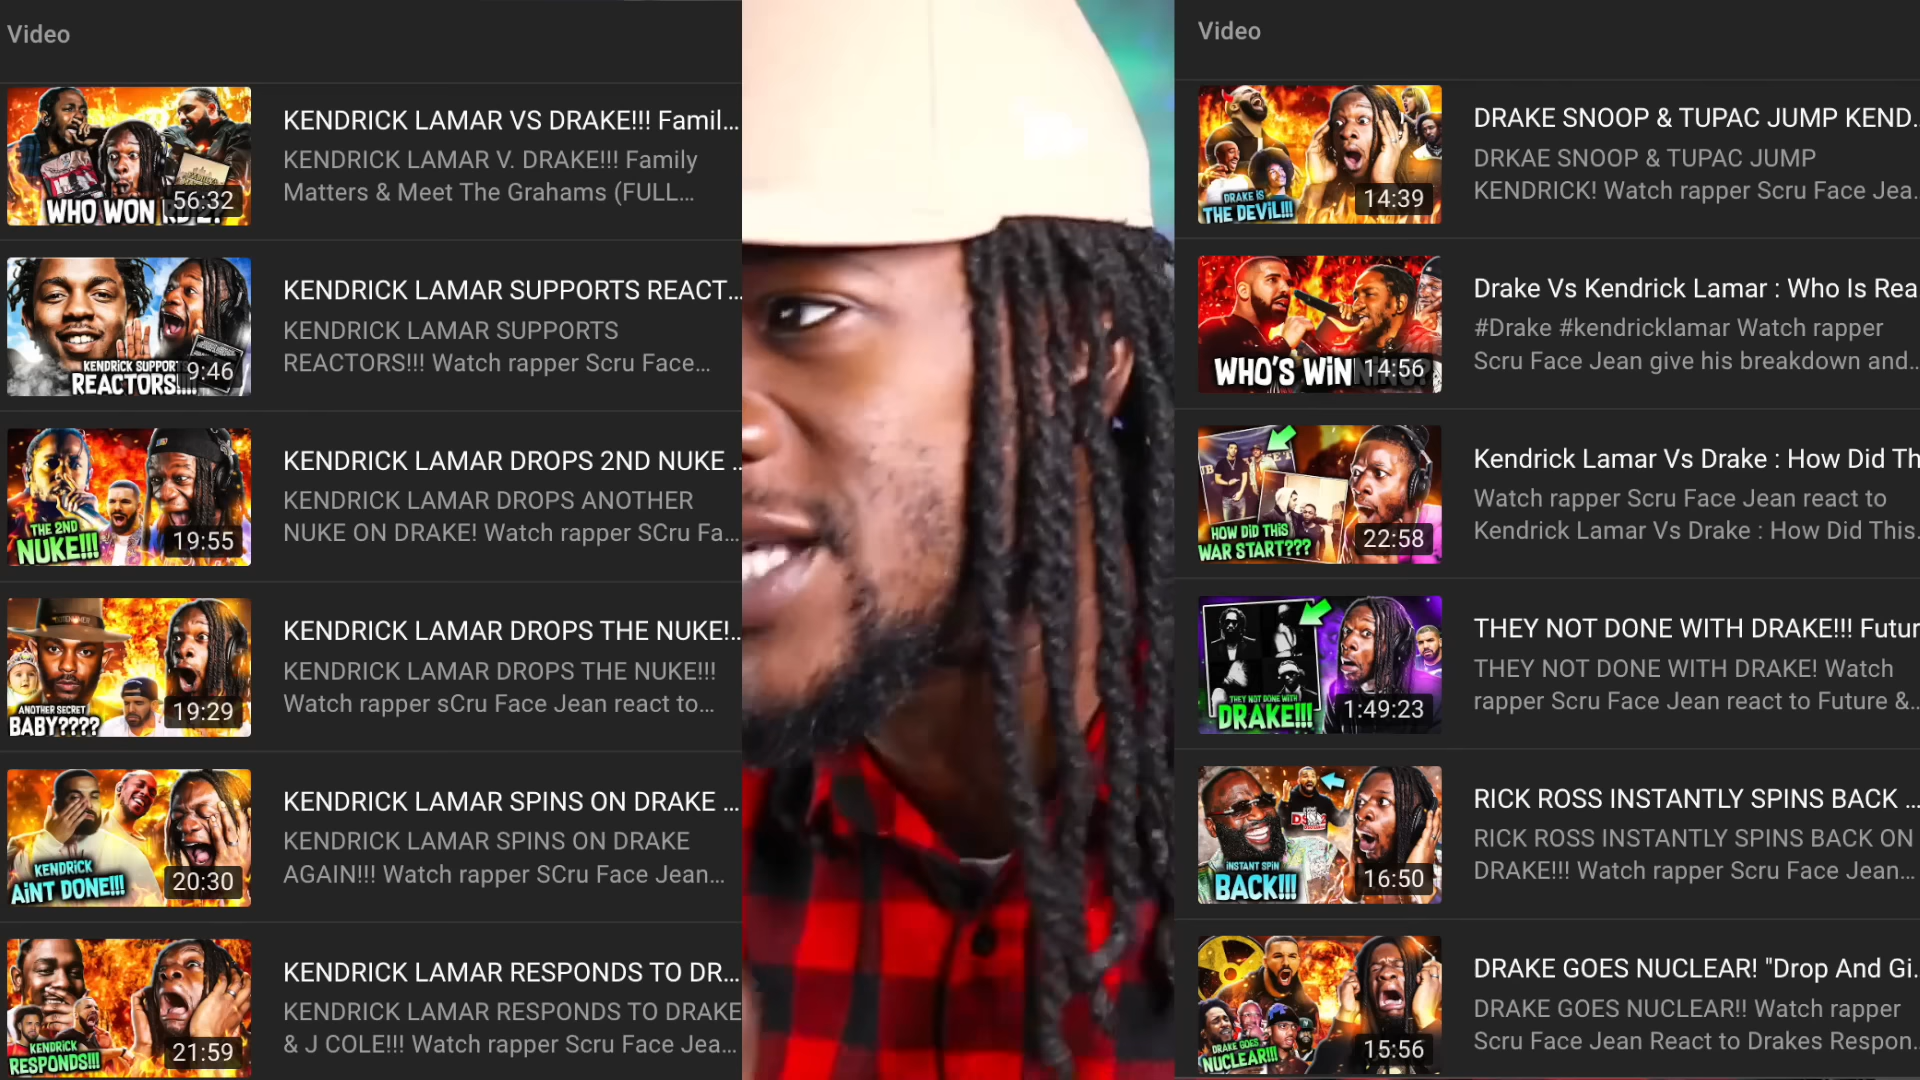 Video
WHO WON
56:32
KENDRICK LAMAR VS DRAKE!!! Famil...
KENDRICK LAMAR V. DRAKE!!! Family
Matters & Meet The Grahams (FULL...
KENDRICK SUPPORT
REACTORS!!!!
9:46
KENDRICK LAMAR SUPPORTS REACT...
KENDRICK LAMAR SUPPORTS
REACTORS!!! Watch rapper Scru Face...
THE 2ND
NUKE!!!
19:55
KENDRICK LAMAR DROPS 2ND NUKE ...
KENDRICK LAMAR DROPS ANOTHER
NUKE ON DRAKE! Watch rapper SCru Fa...
ANOTHER SECRET
BABY????
19:29
KENDRICK LAMAR DROPS THE NUKE!...
KENDRICK LAMAR DROPS THE NUKE!!!
Watch rapper sCru Face Jean react to...
KENDRICK
AINT DONE!!!
20:30
KENDRICK LAMAR SPINS ON DRAKE ...
KENDRICK LAMAR SPINS ON DRAKE
AGAIN!!! Watch rapper SCru Face Jean...
KENDRICK
RESPONDS!!!
21:59
KENDRICK LAMAR RESPONDS TO DR...
KENDRICK LAMAR RESPONDS TO DRAKE
& J COLE!!! Watch rapper Scru Face Jea...
Video
DRAKE IS
THE DEVIL!!!
14:39
DRAKE SNOOP & TUPAC JUMP KEND.
DRKAE SNOOP & TUPAC JUMP
KENDRICK! Watch rapper Scru Face Jea.
WHO'S WINNING?
14:56
Drake Vs Kendrick Lamar : Who Is Rea
#Drake #kendricklamar Watch rapper
Scru Face Jean give his breakdown and...
HOW DID THIS
WAR START???
22:58
Kendrick Lamar Vs Drake : How Did Th
Watch rapper Scru Face Jean react to
Kendrick Lamar Vs Drake : How Did This.
THEY NOT DONE WITH
DRAKE!!!
1:49:23
THEY NOT DONE WITH DRAKE!!! Futur
THEY NOT DONE WITH DRAKE! Watch
rapper Scru Face Jean react to Future &..
INSTANT SPIN
BACK!!!
16:50
RICK ROSS INSTANTLY SPINS BACK ...
RICK ROSS INSTANTLY SPINS BACK ON
DRAKE!!! Watch rapper Scru Face Jean...
DRAKE GOES
NUCLEAR!!!
15:56
DRAKE GOES NUCLEAR! "Drop And Gi.
DRAKE GOES NUCLEAR!! Watch rapper
Scru Face Jean React to Drakes Respon..